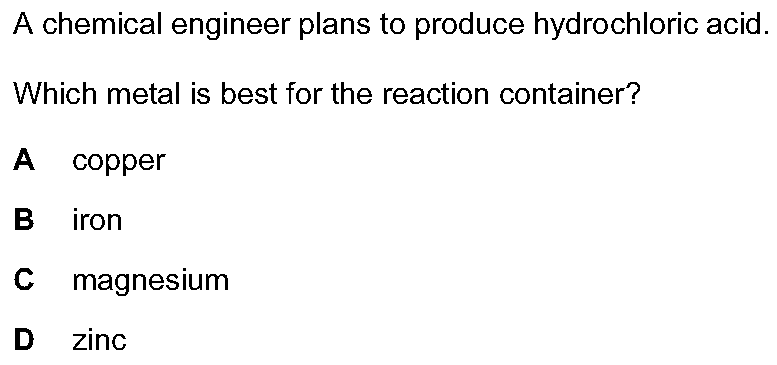 A chemical engineer plans to produce hydrochloric acid.
Which metal is best for the reaction container?
A copper
B iron
C magnesium
D zinc